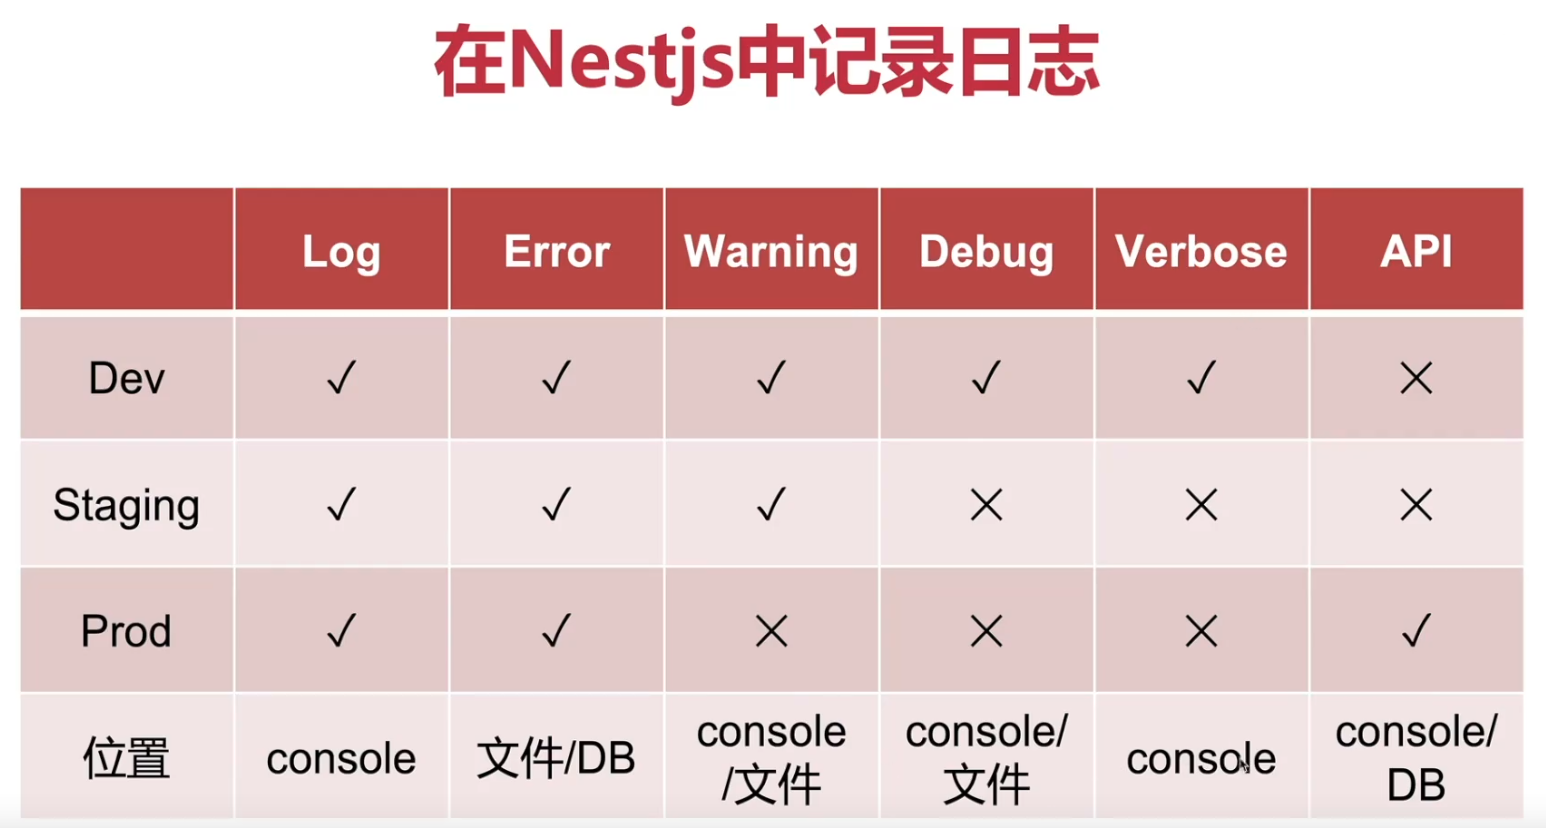 在Nestjs中记录日志
Log Error Warning Debug Verbose API
Dev ✓ ✓ ✓ ✓ ✓ ×
Staging ✓ ✓ ✓ × × ×
Prod ✓ ✓ × × × ✓
位置 console 文件/DB console/文件 console/文件 console console/DB